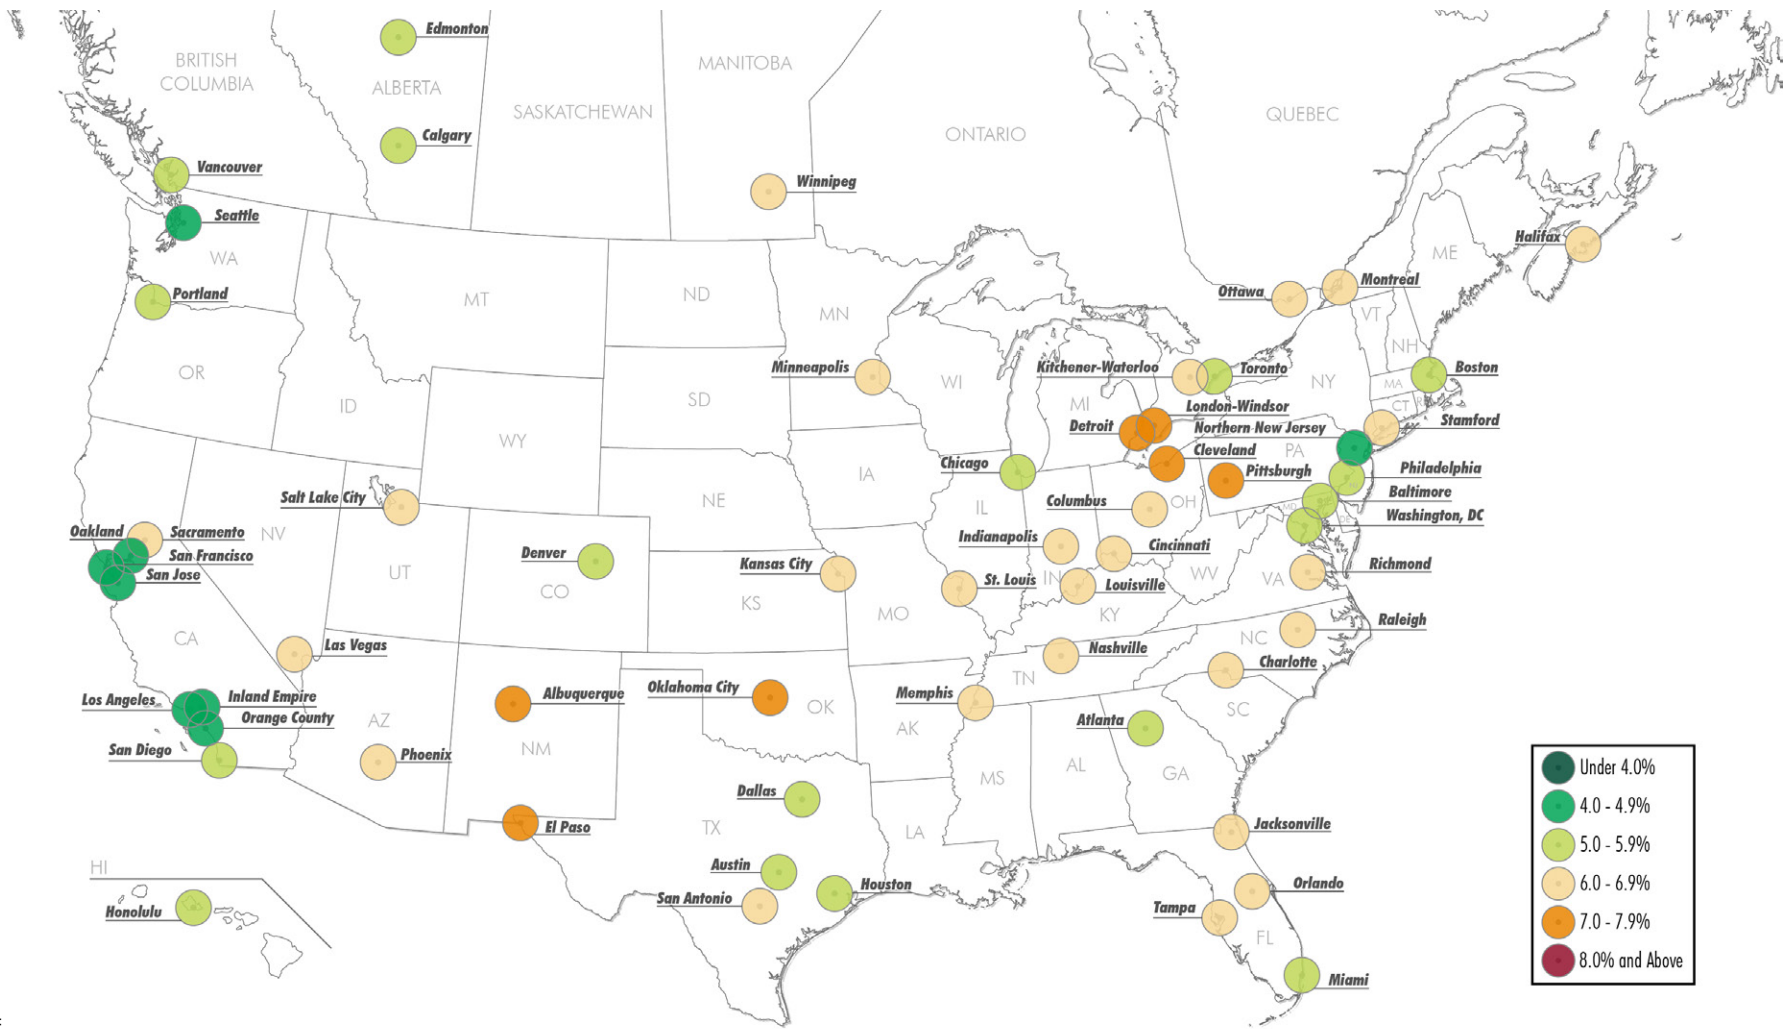 Edmonton
BRITISH
COLUMBIA
ALBERTA
MANITOBA
SASKATCHEWAN
ONTARIO
QUEBEC
Calgary
Vancouver
Winnipeg
Seattle
Halifax
WA
ME
Portland
MT
ND
MN
Ottawa
Montreal
VT
NH
OR
ID
SD
WI
Minneapolis
Kitchener-Waterloo
Toronto
NY
Boston
MA
MI
CT
R
WY
London-Windsor
Detroit
Northern New Jersey
Stamford
PA
Cleveland
Chicago
Pittsburgh
Philadelphia
IA
NE
Salt Lake City
Columbus
OH
Baltimore
MD
DE
Washington, DC
IL
NV
Oakland
Sacramento
San Francisco
San Jose
UT
Denver
CO
Kansas City
KS
MO
St. Louis
Indianapolis
IN
Cincinnati
Louisville
KY
WV
VA
Richmond
CA
Las Vegas
Nashville
TN
NC
Raleigh
Charlotte
Los Angeles
Inland Empire
Orange County
San Diego
AZ
Phoenix
Albuquerque
NM
Oklahoma City
OK
Memphis
AK
SC
Atlanta
MS
AL
GA
Dallas
TX
El Paso
LA
Jacksonville
Austin
San Antonio
Houston
HI
Honolulu
Orlando
Tampa
FL
Miami
Under 4.0%
4.0 - 4.9%
5.0 - 5.9%
6.0 - 6.9%
7.0 - 7.9%
8.0% and Above